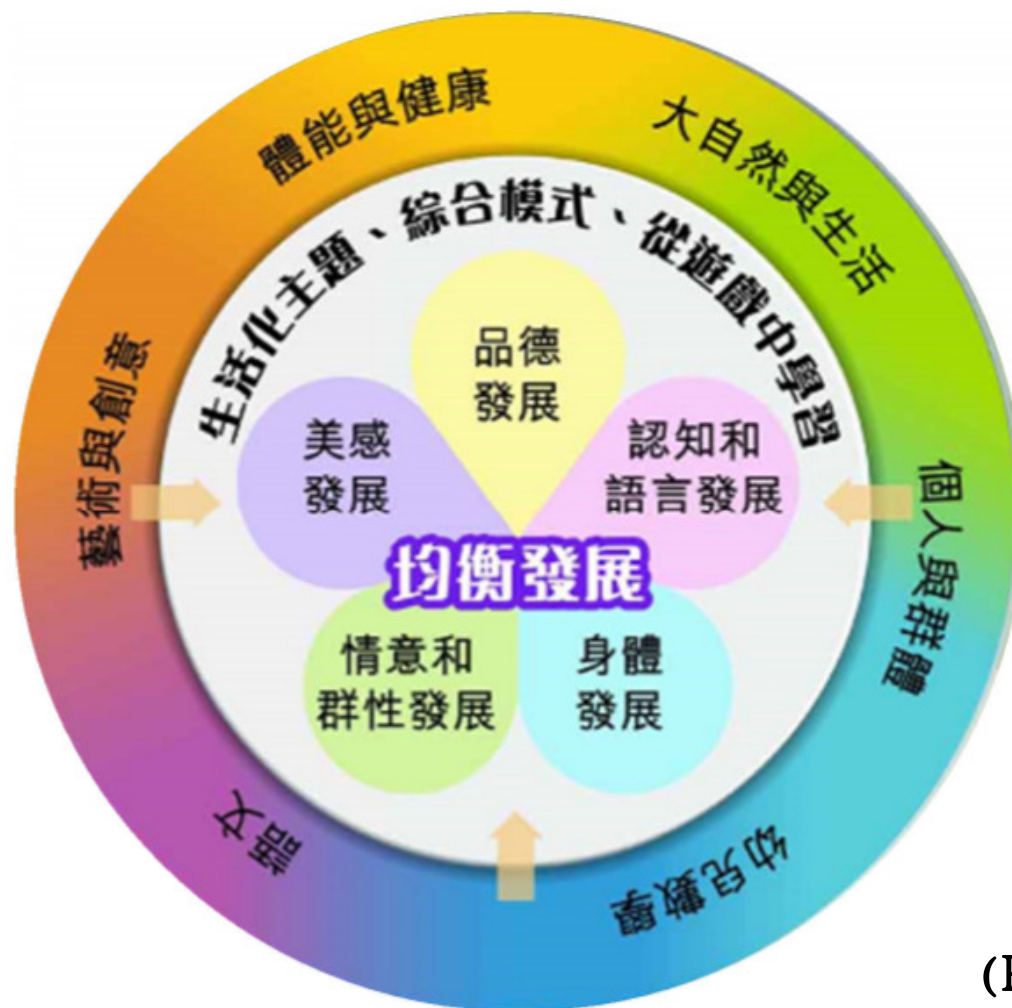 體能與健康
大自然與生活
個人與群體
幼兒數學
語文
藝術與創意
生活化主題、綜合模式、從遊戲中學習
品德
發展
美感
發展
認知和
語言發展
均衡發展
情意和
群性發展
身體
發展